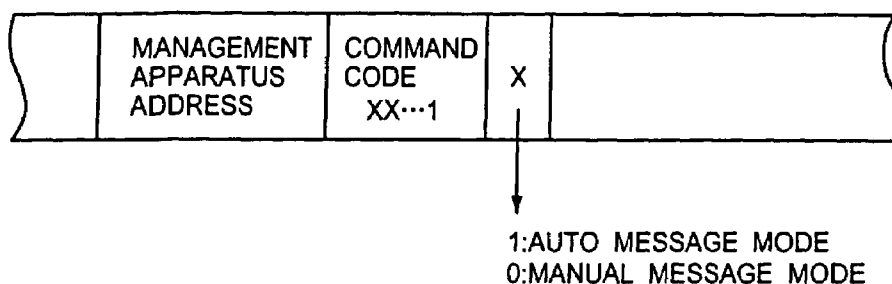 MANAGEMENT
APPARATUS
ADDRESS
COMMAND
CODE
XX···1
X
1:AUTO MESSAGE MODE
0:MANUAL MESSAGE MODE